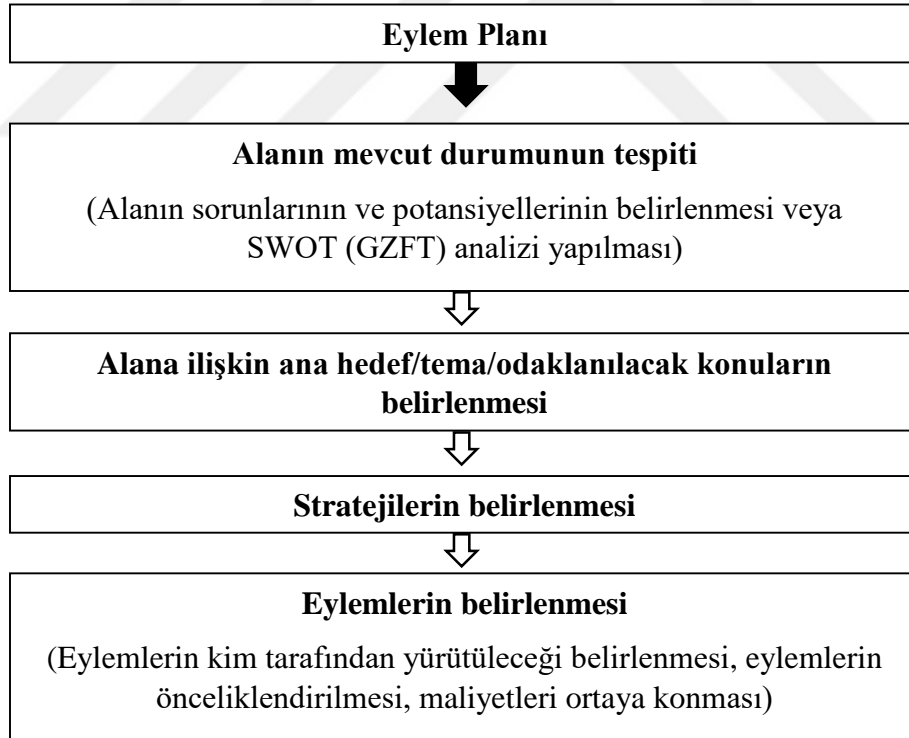 Eylem Planı
Alanın mevcut durumunun tespiti
(Alanın sorunlarının ve potansiyellerinin belirlenmesi veya
SWOT (GZFT) analizi yapılması)
Alana ilişkin ana hedef/tema/odaklanılacak konuların
belirlenmesi
Stratejilerin belirlenmesi
Eylemlerin belirlenmesi
(Eylemlerin kim tarafından yürütüleceği belirlenmesi, eylemlerin
önceliklendirilmesi, maliyetleri ortaya konması)